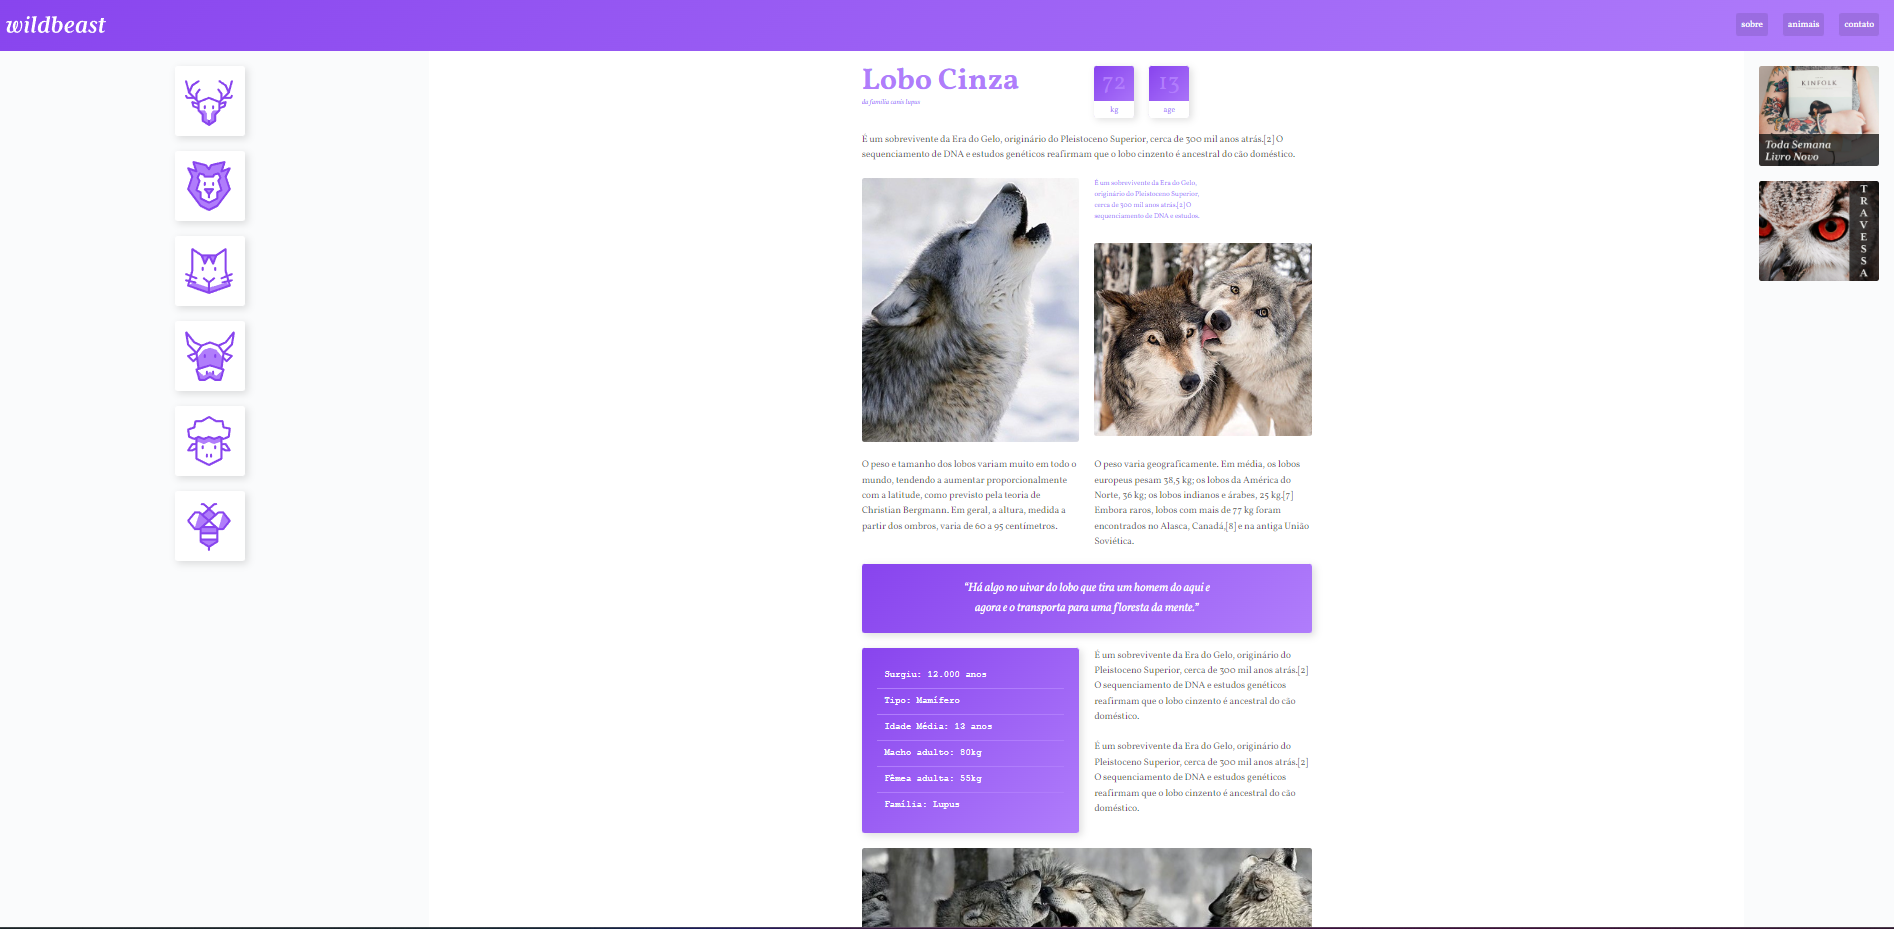 wildbeast
sobre
animais
contato
Lobo Cinza
da família canis lupus
72
kg
13
age
É um sobrevivente da Era do Gelo, originário do Pleistoceno Superior, cerca de 300 mil anos atrás.[2] O
sequenciamento de DNA e estudos genéticos reafirmam que o lobo cinzento é ancestral do cão doméstico.
É um sobrevivente da Era do Gelo,
originário do Pleistoceno Superior,
cerca de 300 mil anos atrás.[2] O
sequenciamento de DNA e estudos.
O peso e tamanho dos lobos variam muito em todo o
mundo, tendendo a aumentar proporcionalmente
com a latitude, como previsto pela teoria de
Christian Bergmann. Em geral, a altura, medida a
partir dos ombros, varia de 60 a 95 centímetros.
O peso varia geograficamente. Em média, os lobos
europeus pesam 38,5 kg; os lobos da América do
Norte, 36 kg; os lobos indianos e árabes, 25 kg.[7]
Embora raros, lobos com mais de 77 kg foram
encontrados no Alasca, Canadá,[8] e na antiga União
Soviética.
“Há algo no uivar do lobo que tira um homem do aqui e
agora e o transporta para uma floresta da mente.”
Surgiu: 12.000 anos
Tipo: Mamífero
Idade Média: 13 anos
Macho adulto: 80kg
Fêmea adulta: 55kg
Família: Lupus
É um sobrevivente da Era do Gelo, originário do
Pleistoceno Superior, cerca de 300 mil anos atrás.[2]
O sequenciamento de DNA e estudos genéticos
reafirmam que o lobo cinzento é ancestral do cão
doméstico.
É um sobrevivente da Era do Gelo, originário do
Pleistoceno Superior, cerca de 300 mil anos atrás.[2]
O sequenciamento de DNA e estudos genéticos
reafirmam que o lobo cinzento é ancestral do cão
doméstico.
KINFOLK
Toda Semana
Livro Novo
TRAVESSA